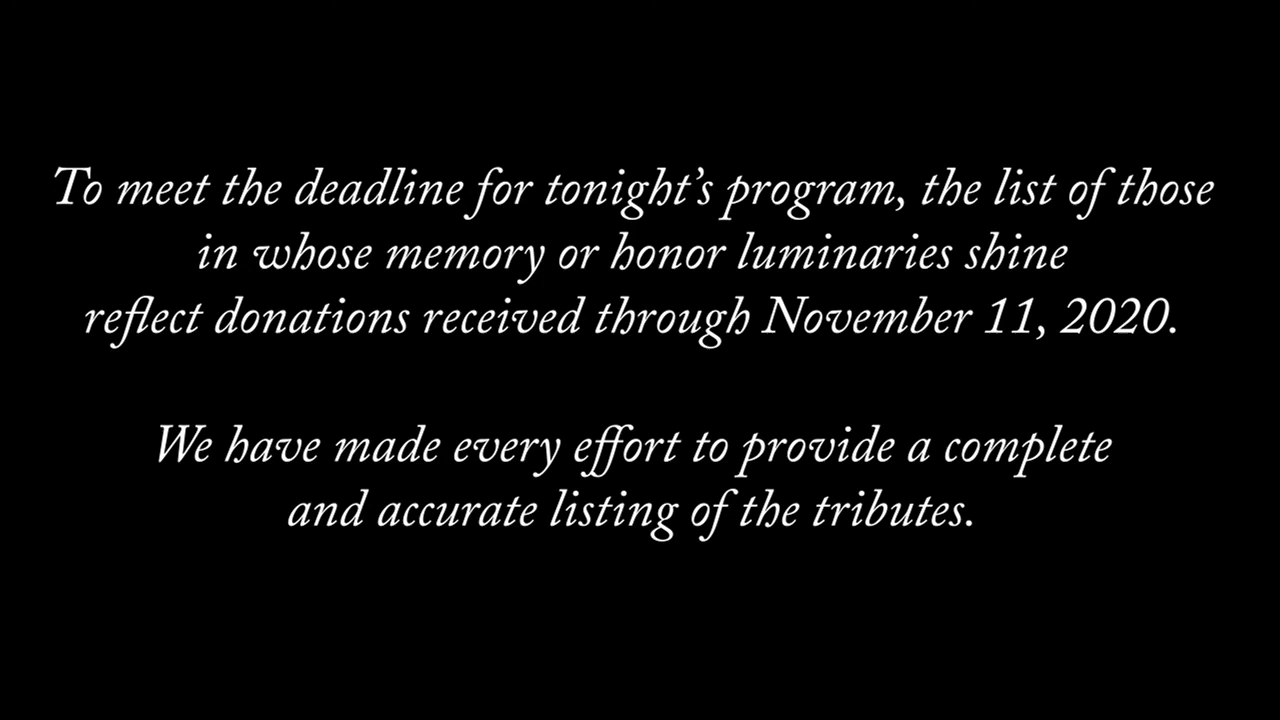 To meet the deadline for tonight’s program, the list of those
in whose memory or honor luminaries shine
reflect donations received through November 11, 2020.
We have made every effort to provide a complete
and accurate listing of the tributes.